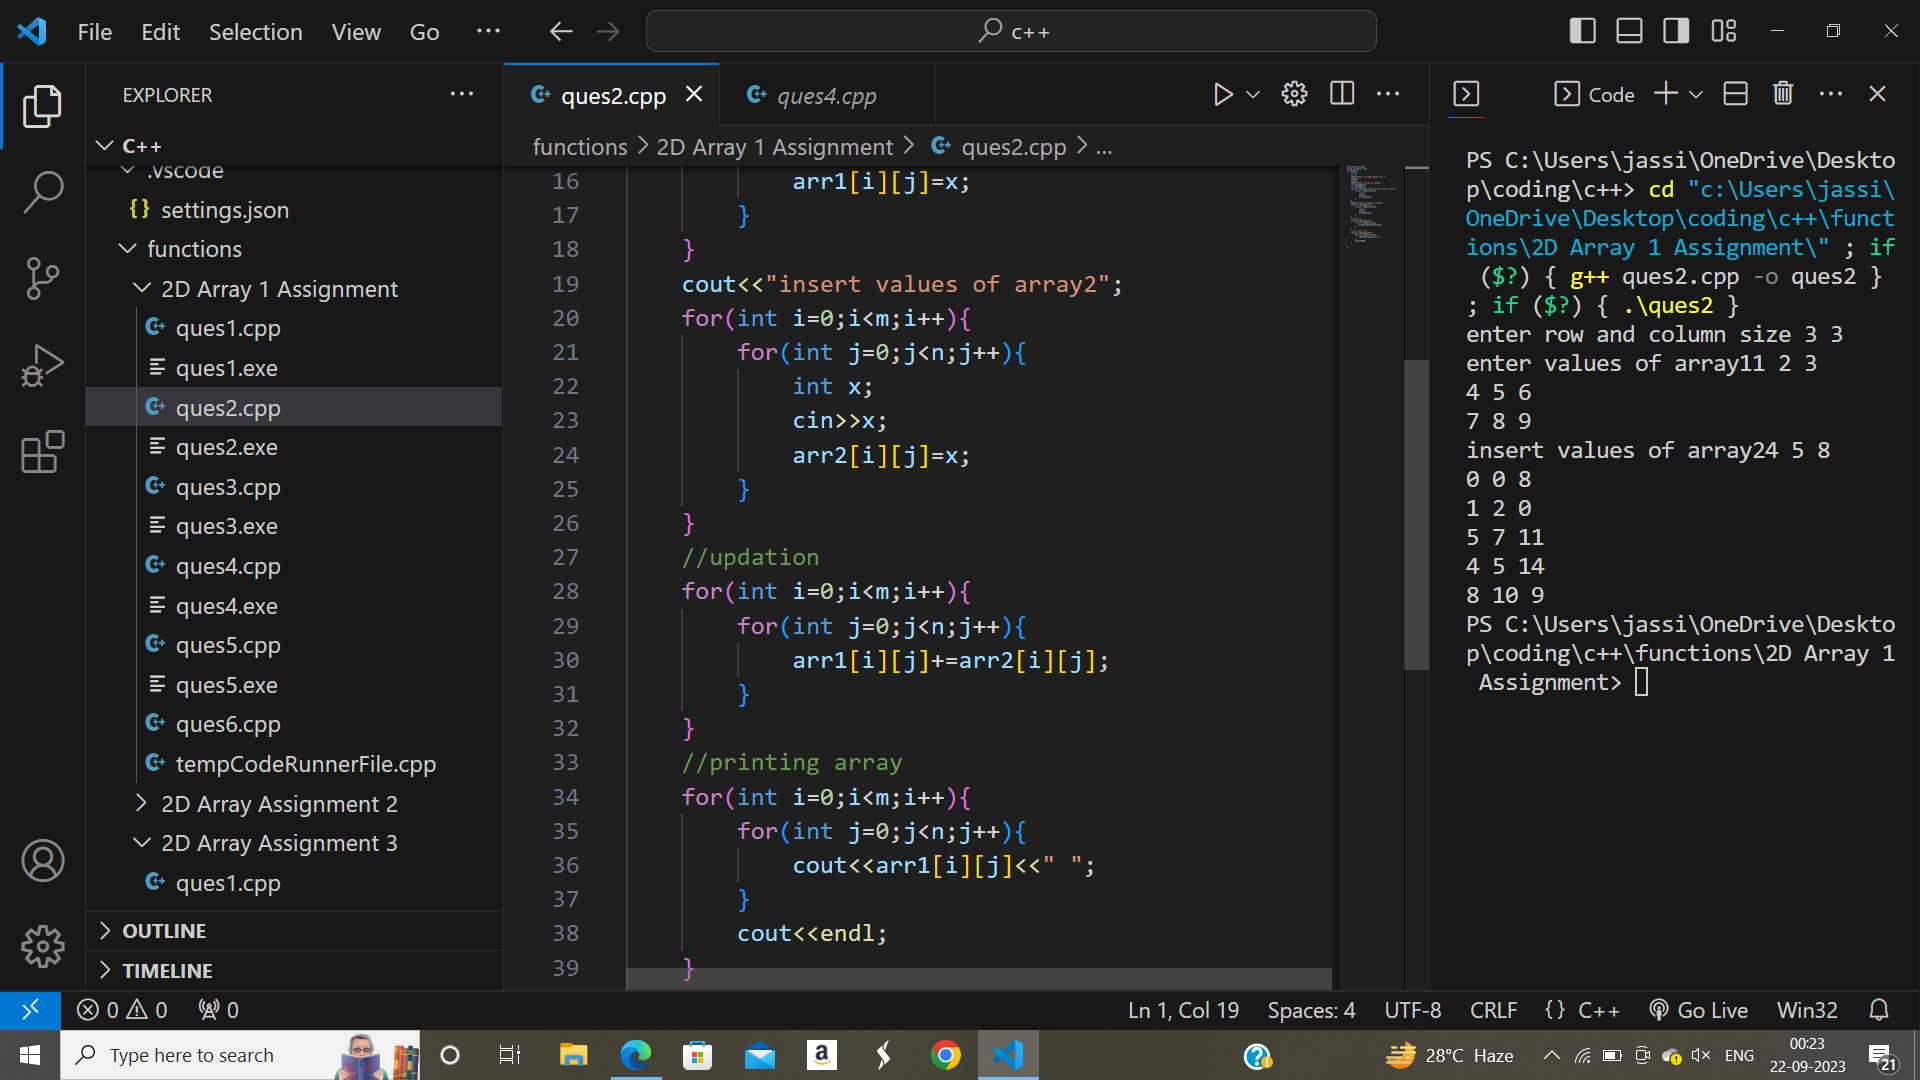 File Edit Selection View Go ...
c++
EXPLORER
C++
.vscode
{} settings.json
functions
2D Array 1 Assignment
ques1.cpp
ques1.exe
ques2.cpp
ques2.exe
ques3.cpp
ques3.exe
ques4.cpp
ques4.exe
ques5.cpp
ques5.exe
ques6.cpp
tempCodeRunnerFile.cpp
2D Array Assignment 2
2D Array Assignment 3
ques1.cpp
OUTLINE
TIMELINE
ques2.cpp
ques4.cpp
functions > 2D Array 1 Assignment > ques2.cpp > ...
16 arr1[i][j]=x;
17 }
18 }
19 cout<<"insert values of array2";
20 for(int i=0;i<m;i++){
21 for(int j=0;j<n;j++){
22 int x;
23 cin>>x;
24 arr2[i][j]=x;
25 }
26 }
27 //updation
28 for(int i=0;i<m;i++){
29 for(int j=0;j<n;j++){
30 arr1[i][j]+=arr2[i][j];
31 }
32 }
33 //printing array
34 for(int i=0;i<m;i++){
35 for(int j=0;j<n;j++){
36 cout<<arr1[i][j]<<" ";
37 }
38 cout<<endl;
39 }
Code
PS C:\Users\jassi\OneDrive\Deskto
p\coding\c++> cd "c:\Users\jassi\
OneDrive\Desktop\coding\c++\funct
ions\2D Array 1 Assignment\" ; if
($?) { g++ ques2.cpp -o ques2 }
; if ($?) { .\ques2 }
enter row and column size 3 3
enter values of array11 2 3
4 5 6
7 8 9
insert values of array24 5 8
0 0 8
1 2 0
5 7 11
4 5 14
8 10 9
PS C:\Users\jassi\OneDrive\Deskto
p\coding\c++\functions\2D Array 1
Assignment>
0 0 0
Ln 1, Col 19 Spaces: 4 UTF-8 CRLF {} C++ Go Live Win32
Type here to search
28°C Haze
ENG
00:23
22-09-2023
21